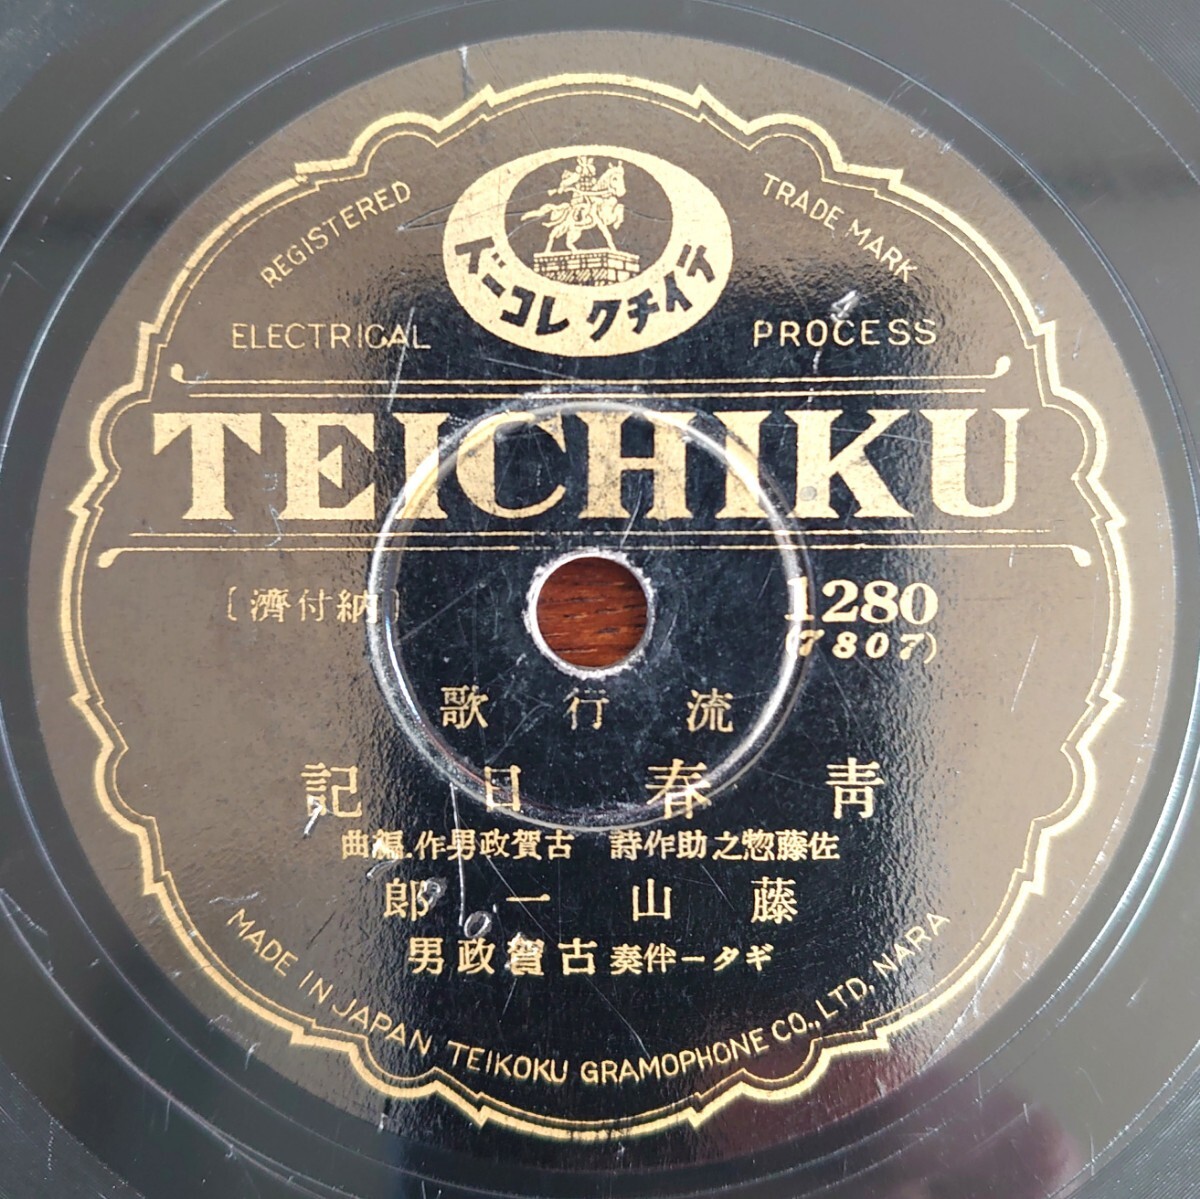 REGISTERED TRADE MARK
テイチクレコード
ELECTRICAL PROCESS
TEICHIKU
〔濟付納〕
1280
(7807)
歌行流
記日春靑
曲編.作男政賀古 詩作助之惣藤佐
郎一山藤
男政賀古 奏伴ータギ
MADE IN JAPAN TEIKOKU GRAMOPHONE CO., LTD, NARA